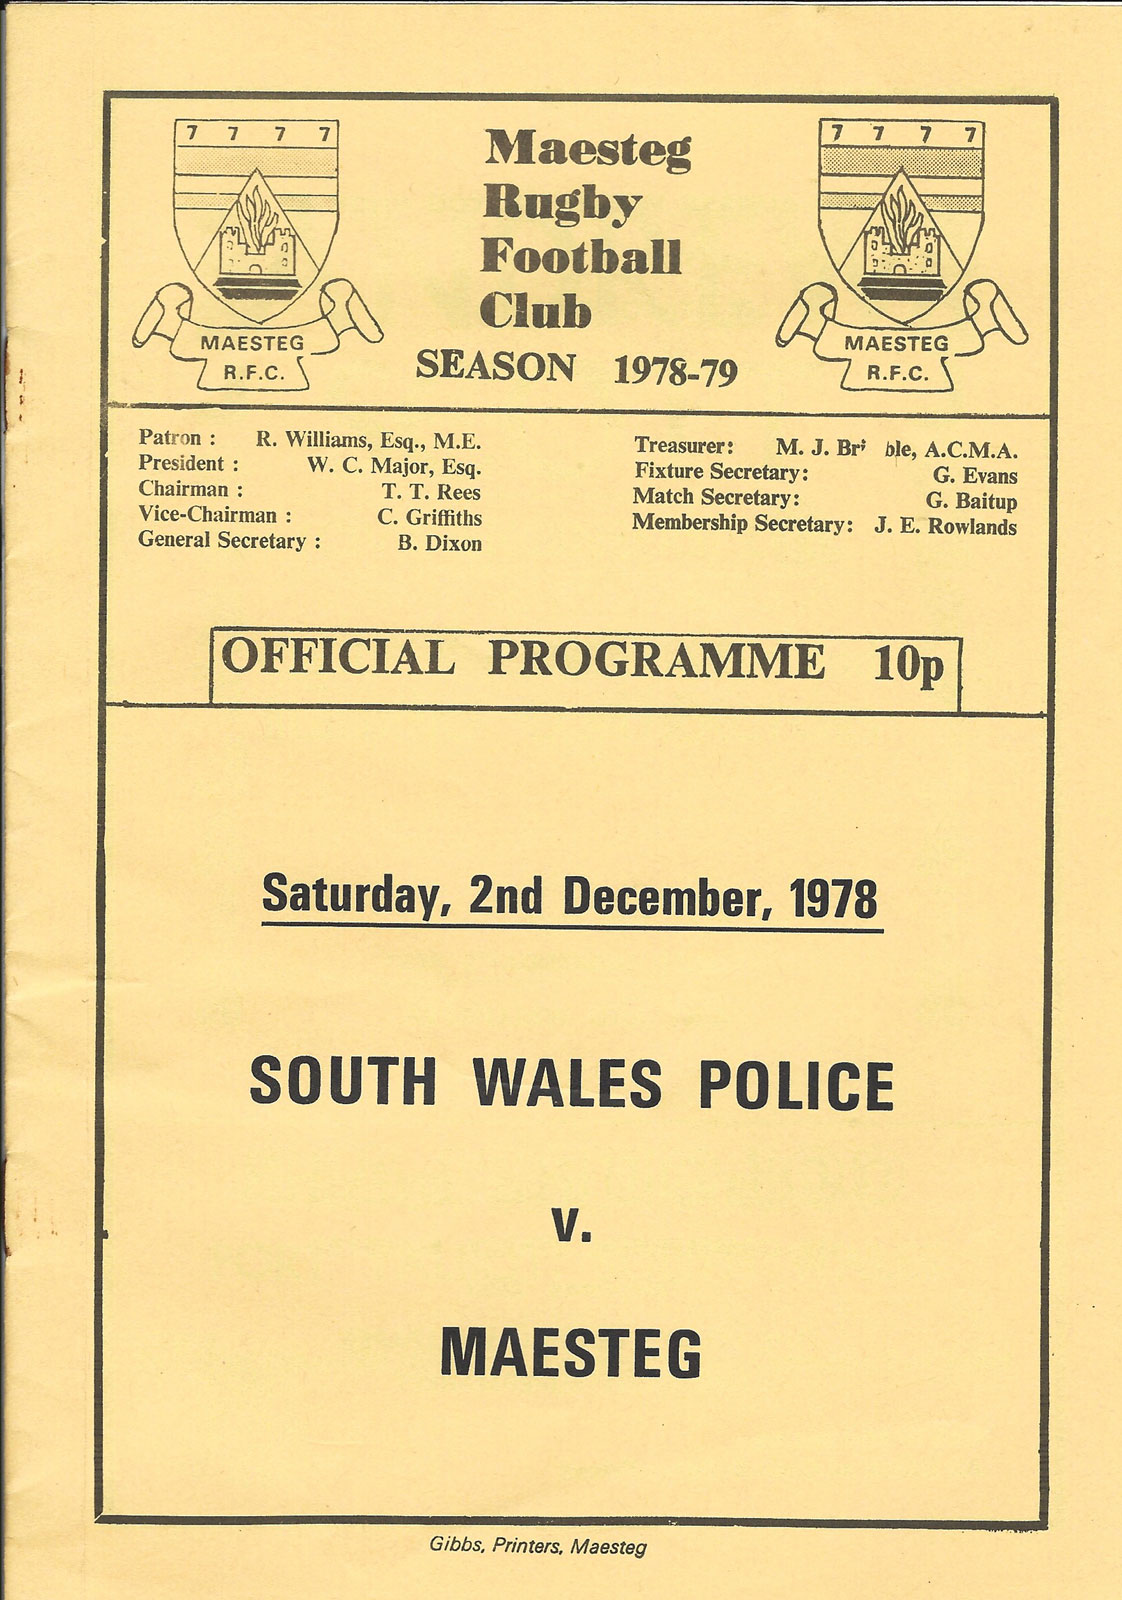 7 7 7 7
MAESTEG
R.F.C.
Maesteg
Rugby
Football
Club
SEASON 1978-79
7 7 7 7
MAESTEG
R.F.C.
Patron : R. Williams, Esq., M.E.
President : W. C. Major, Esq.
Chairman : T. T. Rees
Vice-Chairman : C. Griffiths
General Secretary : B. Dixon
Treasurer: M. J. A.C.M.A.
Fixture Secretary: G. Evans
Match Secretary: G. Baitup
Membership Secretary: J. E. Rowlands
OFFICIAL PROGRAMME 10p
Saturday, 2nd December, 1978
SOUTH WALES POLICE
v.
MAESTEG
Gibbs, Printers, Maesteg